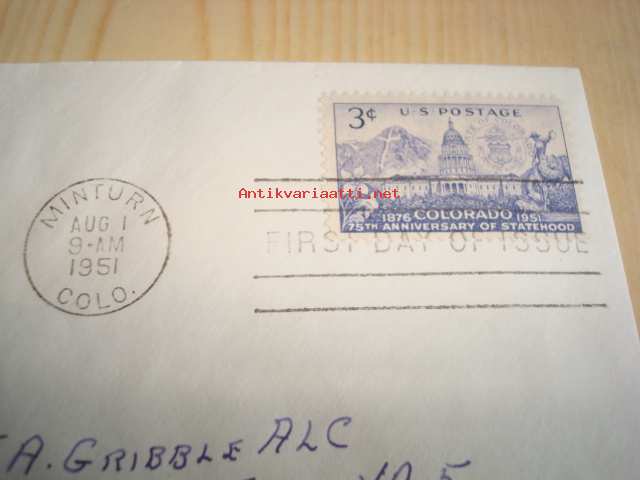 3¢ U·S POSTAGE
1876 COLORADO 1951
75TH ANNIVERSARY OF STATEHOOD
FIRST DAY OF ISSUE
MINTURN
AUG 1
9-AM
1951
COLO.
Antikvariaatti.net
A. GRIBBLE ALC